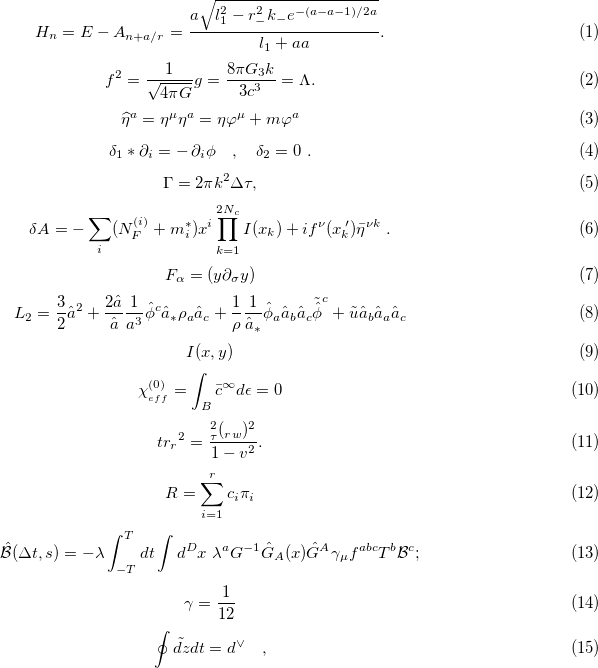 H_n = E - A_{n+a/r} = \frac{a\sqrt{l_1^2 - r_-^2 k_- e^{-(a-a-1)/2a}}}{l_1 + aa}. (1)
f^2 = \frac{1}{\sqrt{4\pi G}} g = \frac{8\pi G_3 k}{3c^3} = \Lambda. (2)
\widehat{\eta}^a = \eta^\mu \eta^a = \eta\varphi^\mu + m\varphi^a (3)
\delta_1 * \partial_i = -\partial_i \phi \quad , \quad \delta_2 = 0 . (4)
\Gamma = 2\pi k^2 \Delta\tau, (5)
\delta A = -\sum_i (N_F^{(i)} + m_i^*) x^i \prod_{k=1}^{2N_c} I(x_k) + i f^\nu (x_k') \bar{\eta}^{\nu k} . (6)
F_\alpha = (y \partial_\sigma y) (7)
L_2 = \frac{3}{2}\hat{a}^2 + \frac{2\hat{a}}{\hat{a}} \frac{1}{a^3} \hat{\phi}^c \hat{a}_* \rho_a \hat{a}_c + \frac{1}{\rho} \frac{1}{\hat{a}_*} \hat{\phi}_a \hat{a}_b \hat{a}_c \tilde{\hat{\phi}}^c + \tilde{u} \hat{a}_b \hat{a}_a \hat{a}_c (8)
I(x, y) (9)
\chi_{eff}^{(0)} = \int_B \bar{c}^\infty d\epsilon = 0 (10)
tr_r{}^2 = \frac{\frac{2}{\tau}(_{rw})^2}{1 - v^2}. (11)
R = \sum_{i=1}^{r} c_i \pi_i (12)
\hat{\mathcal{B}}(\Delta t, s) = -\lambda \int_{-T}^{T} dt \int d^D x \, \lambda^a G^{-1} \hat{G}_A(x) \hat{G}^A \gamma_\mu f^{abc} T^b \mathcal{B}^c; (13)
\gamma = \frac{1}{12} (14)
\oint \tilde{d}z dt = d^\vee \quad , (15)